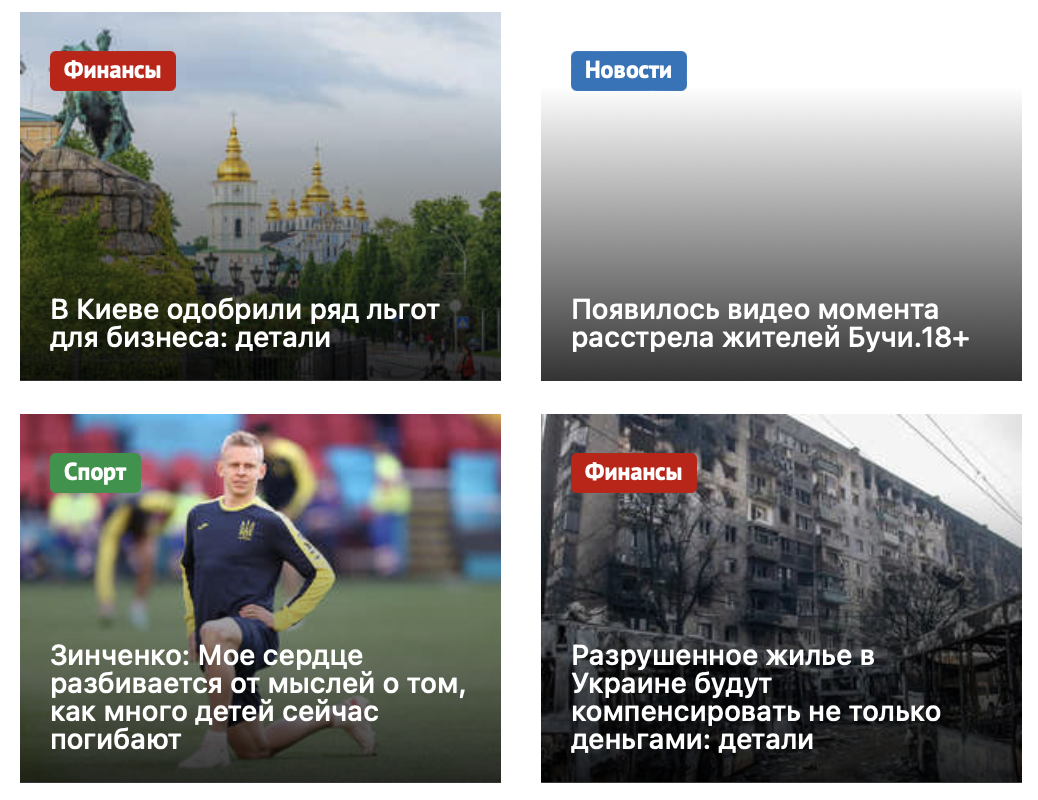 Финансы
В Киеве одобрили ряд льгот
для бизнеса: детали
Новости
Появилось видео момента
расстрела жителей Бучи.18+
Спорт
Зинченко: Мое сердце
разбивается от мыслей о том,
как много детей сейчас
погибают
Финансы
Разрушенное жилье в
Украине будут
компенсировать не только
деньгами: детали